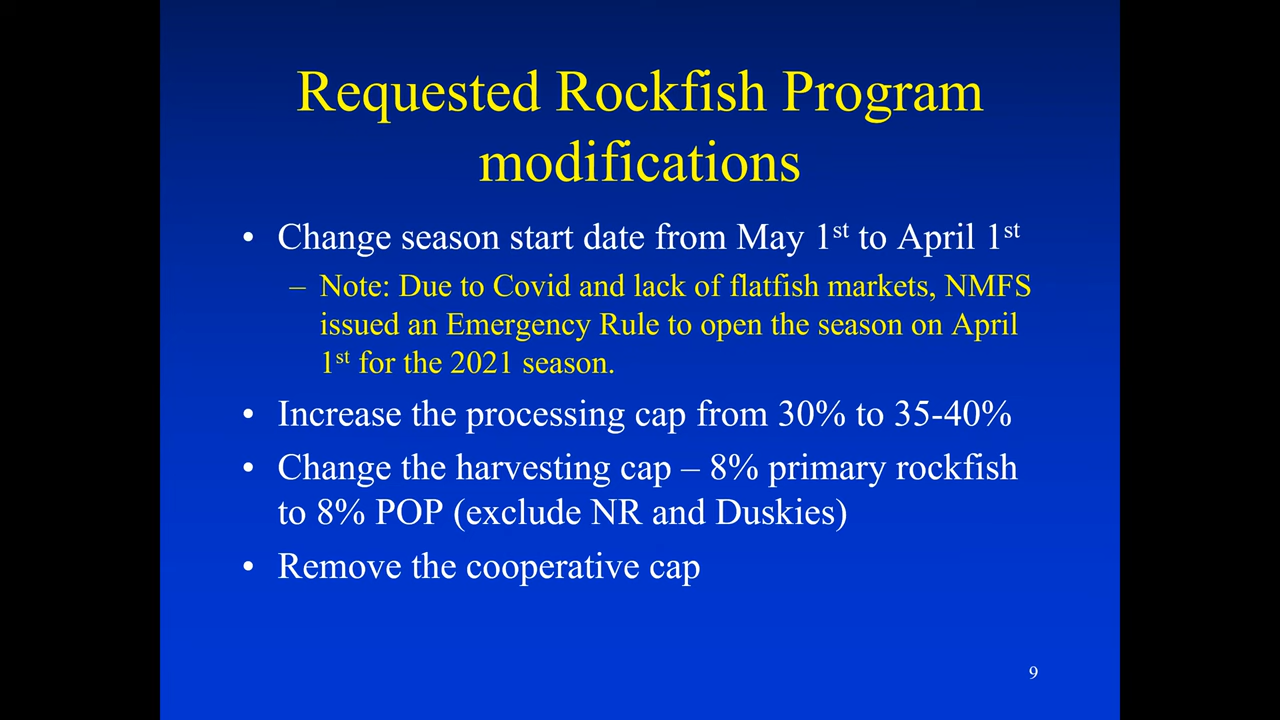 Requested Rockfish Program
modifications
• Change season start date from May 1st to April 1st
– Note: Due to Covid and lack of flatfish markets, NMFS
issued an Emergency Rule to open the season on April
1st for the 2021 season.
• Increase the processing cap from 30% to 35-40%
• Change the harvesting cap – 8% primary rockfish
to 8% POP (exclude NR and Duskies)
• Remove the cooperative cap
9